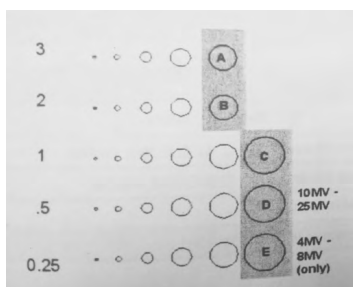 3 A
2 B
1 C
.5 D 10MV -
25MV
0.25 E 4MV -
8MV
(only)